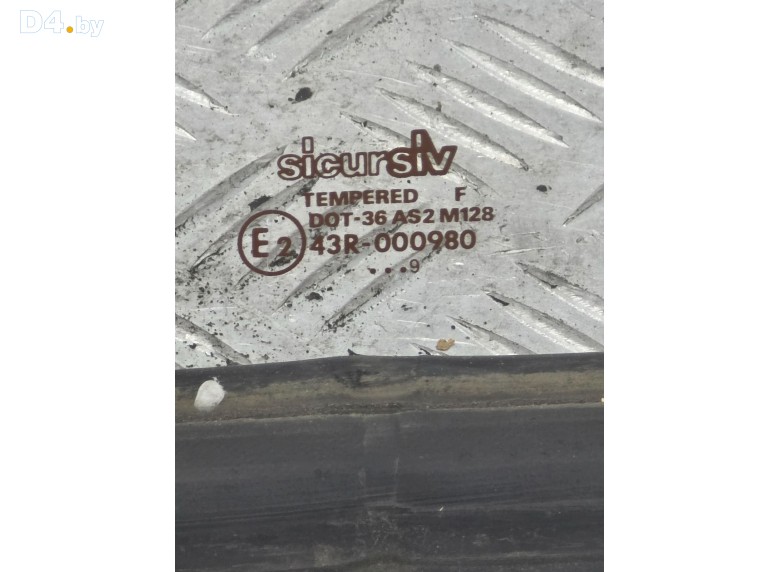 D4.by
sicursiv
TEMPERED F
DOT-36 AS2 M128
E2 43R-000980
...9